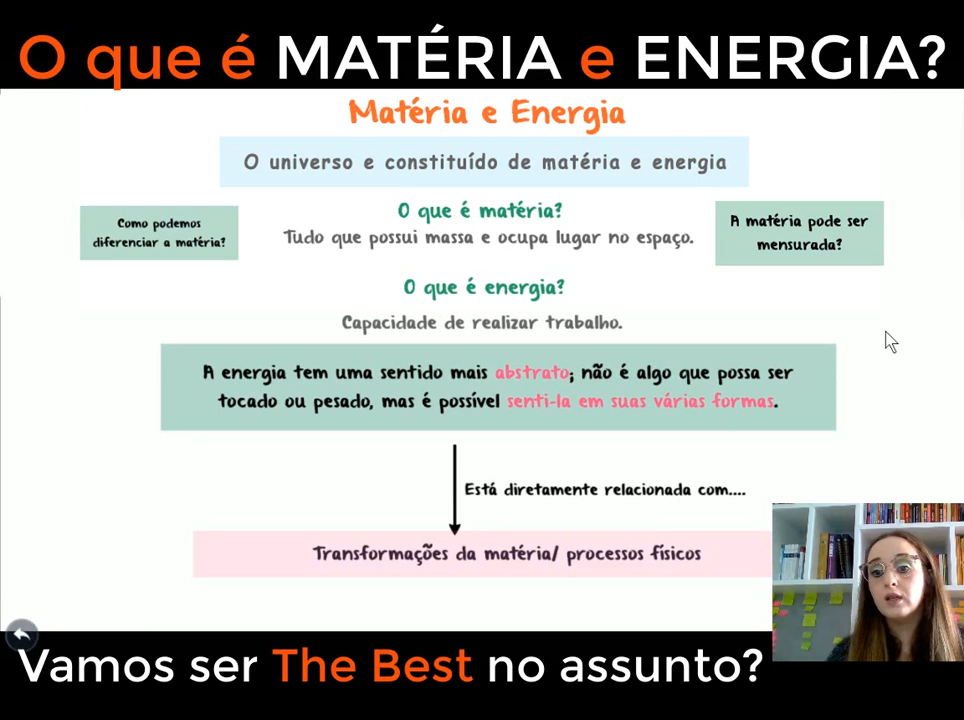 O que é MATÉRIA e ENERGIA?
Matéria e Energia
O universo e constituído de matéria e energia
Como podemos
diferenciar a matéria?
O que é matéria?
Tudo que possui massa e ocupa lugar no espaço.
A matéria pode ser
mensurada?
O que é energia?
Capacidade de realizar trabalho.
A energia tem uma sentido mais abstrato; não é algo que possa ser
tocado ou pesado, mas é possível senti-la em suas várias formas.
Está diretamente relacionada com....
Transformações da matéria/ processos físicos
Vamos ser The Best no assunto?